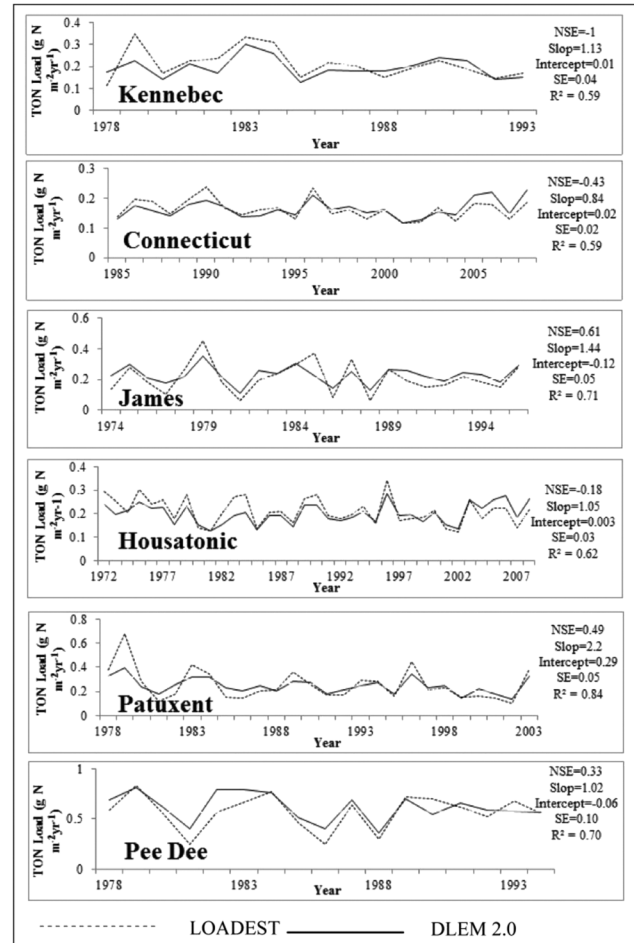 TON Load (g N
m⁻²yr⁻¹)
0.4
0.3
0.2
0.1
0
Kennebec
1978
1983
1988
1993
Year
NSE=-1
Slop=1.13
Intercept=0.01
SE=0.04
R² = 0.59
TON Load (g N
m⁻²yr⁻¹)
0.3
0.2
0.1
0
Connecticut
1985
1990
1995
2000
2005
Year
NSE=-0.43
Slop=0.84
Intercept=0.02
SE=0.02
R² = 0.59
TON Load (g N
m⁻²yr⁻¹)
0.6
0.4
0.2
0
James
1974
1979
1984
1989
1994
Year
NSE=0.61
Slop=1.44
Intercept=-0.12
SE=0.05
R² = 0.71
TON Load (g N
m⁻²yr-1)
0.4
0.3
0.2
0.1
0
Housatonic
1972
1977
1982
1987
1992
1997
2002
2007
Year
NSE=-0.18
Slop=1.05
Intercept=0.003
SE=0.03
R² = 0.62
TON Load (g N
m⁻²yr⁻¹)
0.8
0.6
0.4
0.2
0
Patuxent
1978
1983
1988
1993
1998
2003
Year
NSE=0.49
Slop=2.2
Intercept=0.29
SE=0.05
R² = 0.84
TON Load (g N
m⁻²yr⁻¹)
1
0.5
0
Pee Dee
1978
1983
1988
1993
Year
NSE=0.33
Slop=1.02
Intercept=-0.06
SE=0.10
R² = 0.70
LOADEST
DLEM 2.0